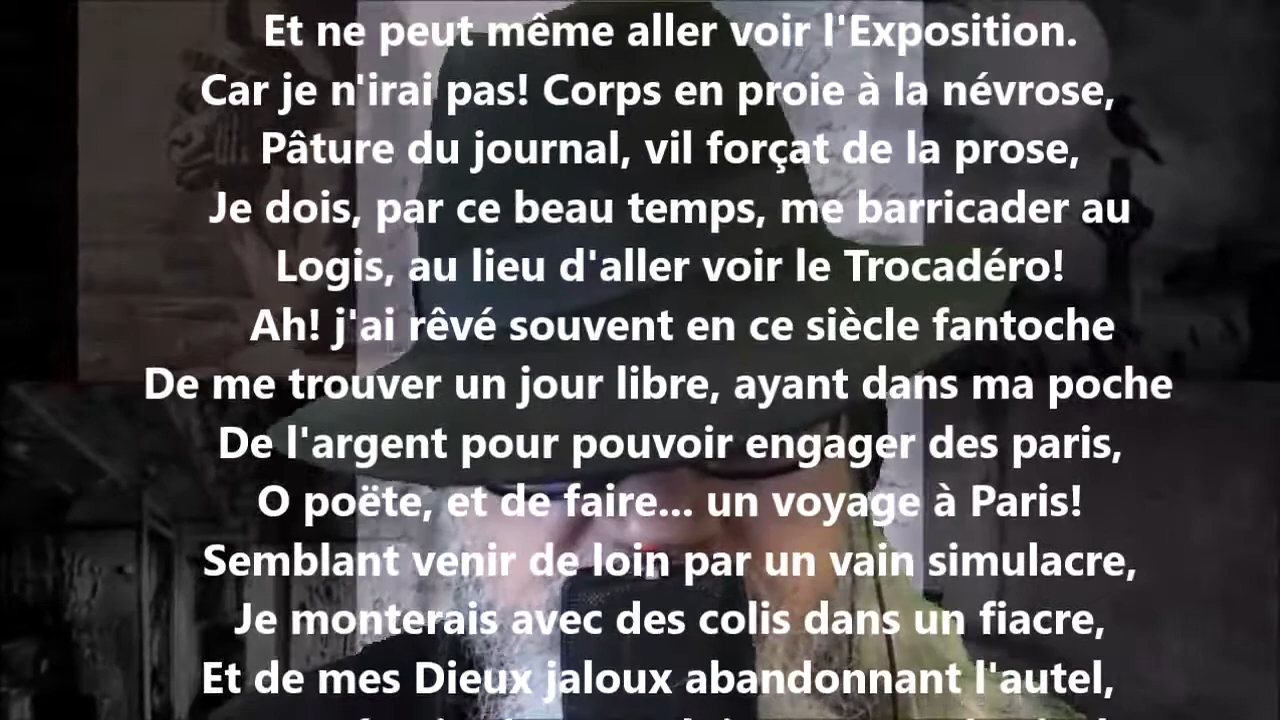 Et ne peut même aller voir l'Exposition.
Car je n'irai pas! Corps en proie à la névrose,
Pâture du journal, vil forçat de la prose,
Je dois, par ce beau temps, me barricader au
Logis, au lieu d'aller voir le Trocadéro!
Ah! j'ai rêvé souvent en ce siècle fantoche
De me trouver un jour libre, ayant dans ma poche
De l'argent pour pouvoir engager des paris,
O poëte, et de faire... un voyage à Paris!
Semblant venir de loin par un vain simulacre,
Je monterais avec des colis dans un fiacre,
Et de mes Dieux jaloux abandonnant l'autel,